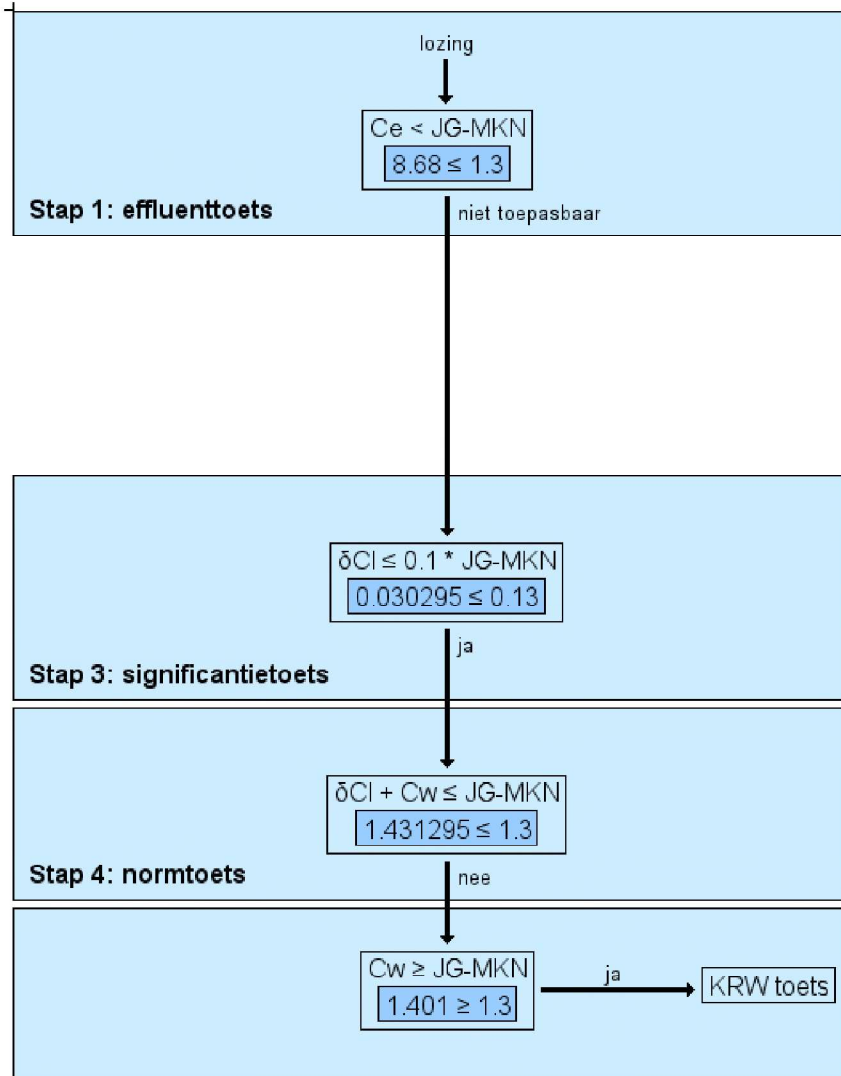 lozing
Ce < JG-MKN
8.68 ≤ 1.3
Stap 1: effluenttoets
niet toepasbaar
δCl ≤ 0.1 * JG-MKN
0.030295 ≤ 0.13
ja
Stap 3: significantietoets
δCl + Cw ≤ JG-MKN
1.431295 ≤ 1.3
Stap 4: normtoets
nee
Cw ≥ JG-MKN
1.401 ≥ 1.3
ja
KRW toets